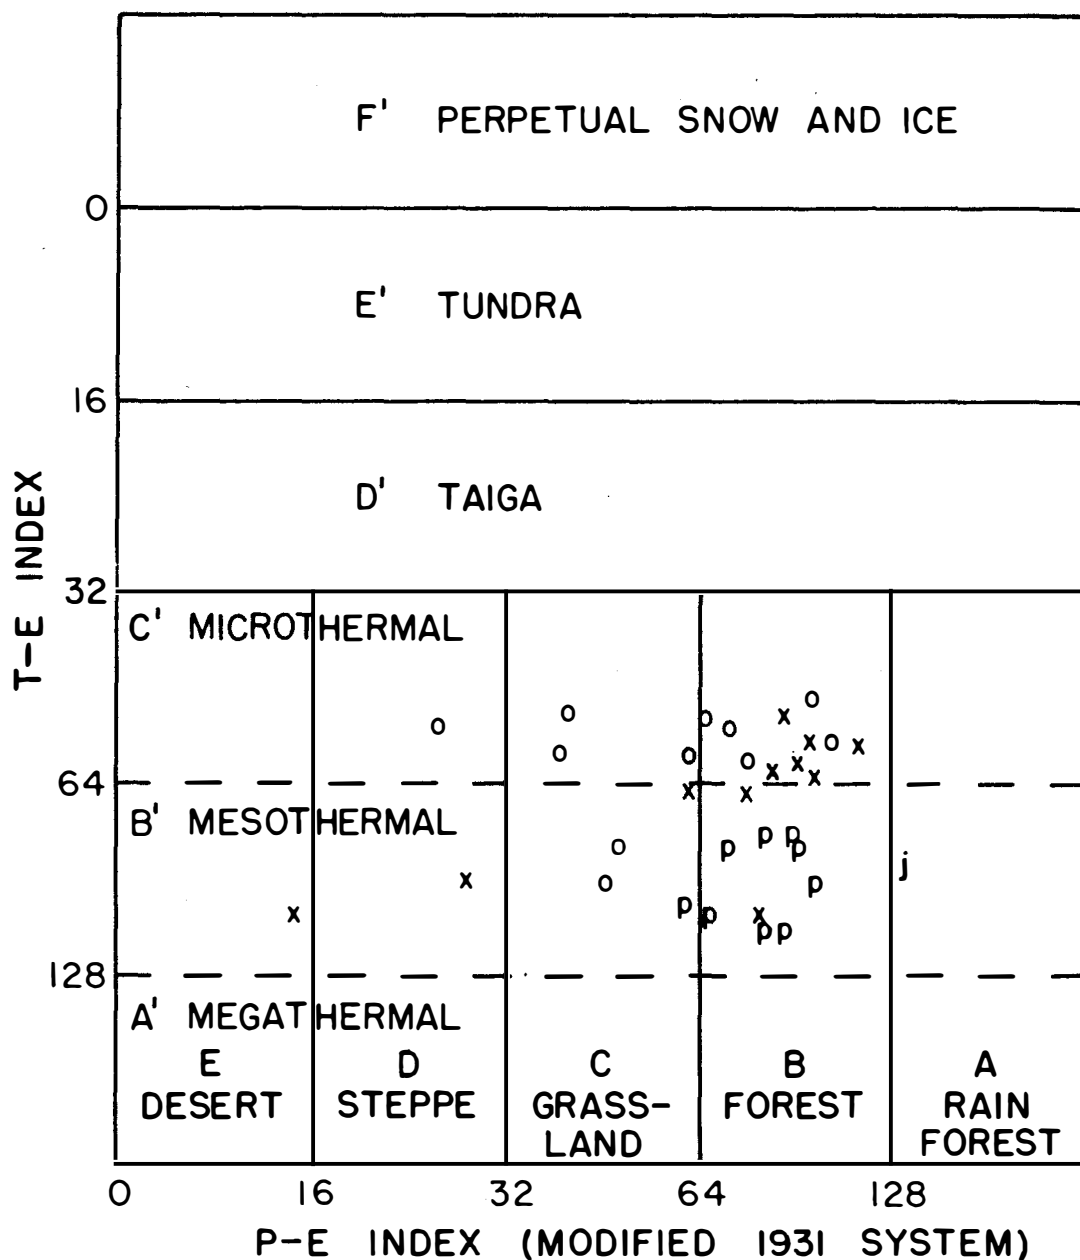 F' PERPETUAL SNOW AND ICE
0
E' TUNDRA
16
D' TAIGA
T-E INDEX
32
C' MICROTHERMAL
o
o
o
x
o
o
o
x
o
x
o
o
o
x
x
x
64
x
x
B' MESOTHERMAL
p
p
o
p
p
j
x
o
p
p
x
p
x
p
p
128
A' MEGATHERMAL
E
D
C
B
A
DESERT
STEPPE
GRASS-
LAND
FOREST
RAIN
FOREST
0 16 32 64 128
P-E INDEX (MODIFIED 1931 SYSTEM)